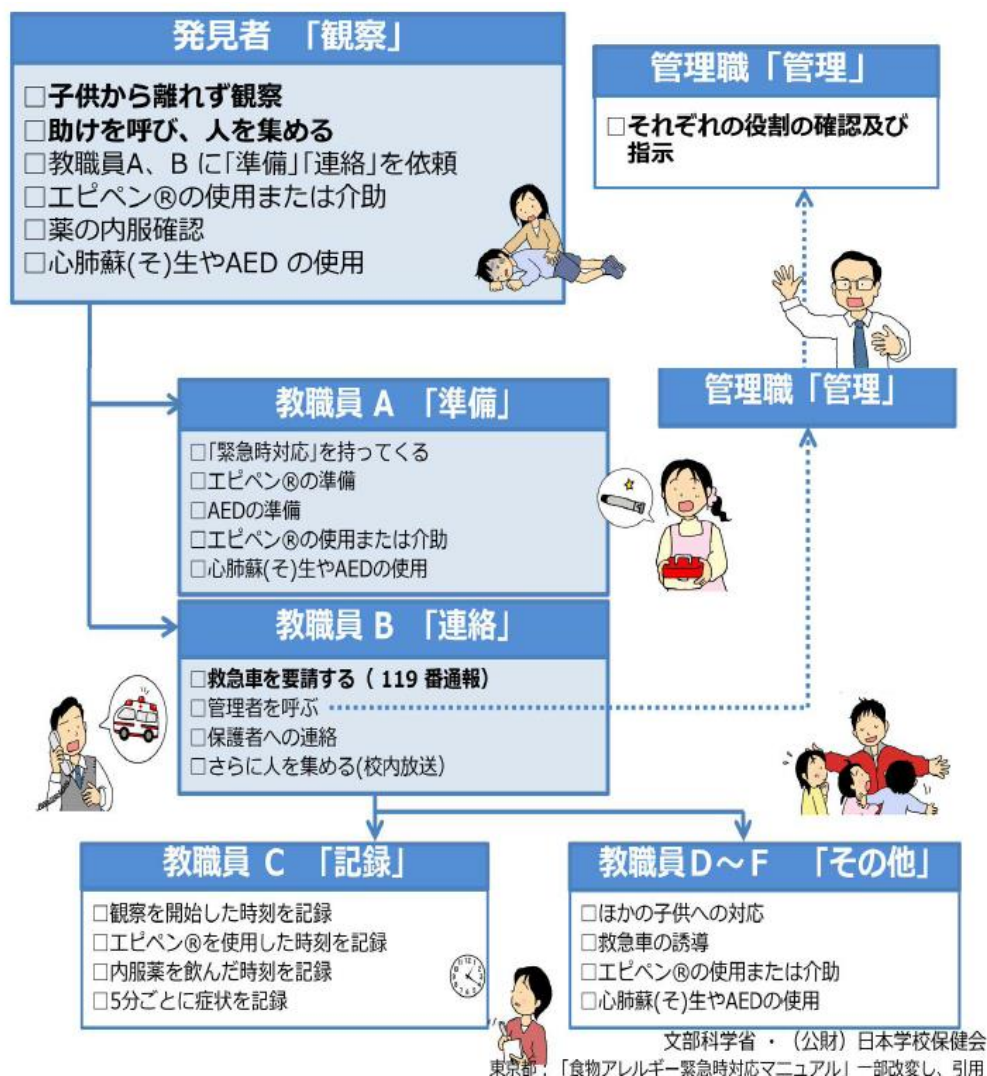 発見者 「観察」
□子供から離れず観察
□助けを呼び、人を集める
□教職員A、B に「準備」「連絡」を依頼
□エピペン®の使用または介助
□薬の内服確認
□心肺蘇(そ)生やAED の使用
管理職「管理」
□それぞれの役割の確認及び
指示
管理職「管理」
教職員 A 「準備」
□「緊急時対応」を持ってくる
□エピペン®の準備
□AEDの準備
□エピペン®の使用または介助
□心肺蘇(そ)生やAEDの使用
教職員 B 「連絡」
□救急車を要請する（ 119 番通報）
□管理者を呼ぶ
□保護者への連絡
□さらに人を集める(校内放送）
教職員 C 「記録」
□観察を開始した時刻を記録
□エピペン®を使用した時刻を記録
□内服薬を飲んだ時刻を記録
□5分ごとに症状を記録
教職員D～F 「その他」
□ほかの子供への対応
□救急車の誘導
□エピペン®の使用または介助
□心肺蘇(そ)生やAEDの使用
文部科学省 ・ （公財）日本学校保健会
東京都：「食物アレルギー緊急時対応マニュアル」一部改変し、引用